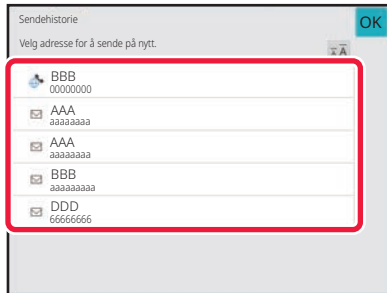 Sendehistorie
OK
Velg adresse for å sende på nytt.
A A
BBB
00000000
AAA
aaaaaaaa
AAA
aaaaaaaa
BBB
aaaaaaaaa
DDD
66666666